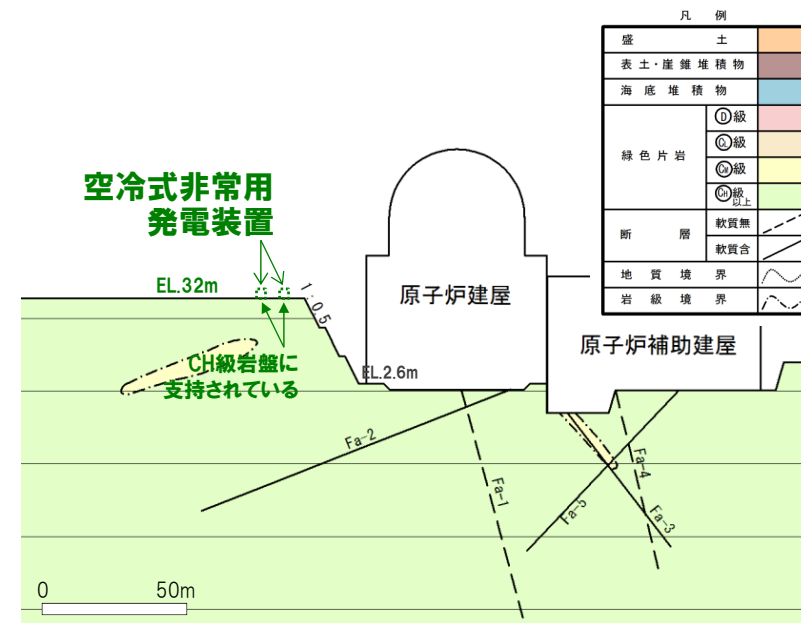 凡 例
盛 土
表土・崖錐堆積物
海底堆積物
緑色片岩
Ⓓ級
CL級
CM級
CH級
以上
断 層
軟質無
軟質含
地質境界
岩級境界
空冷式非常用
発電装置
EL.32m
1:0.5
原子炉建屋
原子炉補助建屋
CH級岩盤に
支持されている
EL.2.6m
Fa-2
Fa-1
Fa-4
Fa-5
Fa-3
0 50m